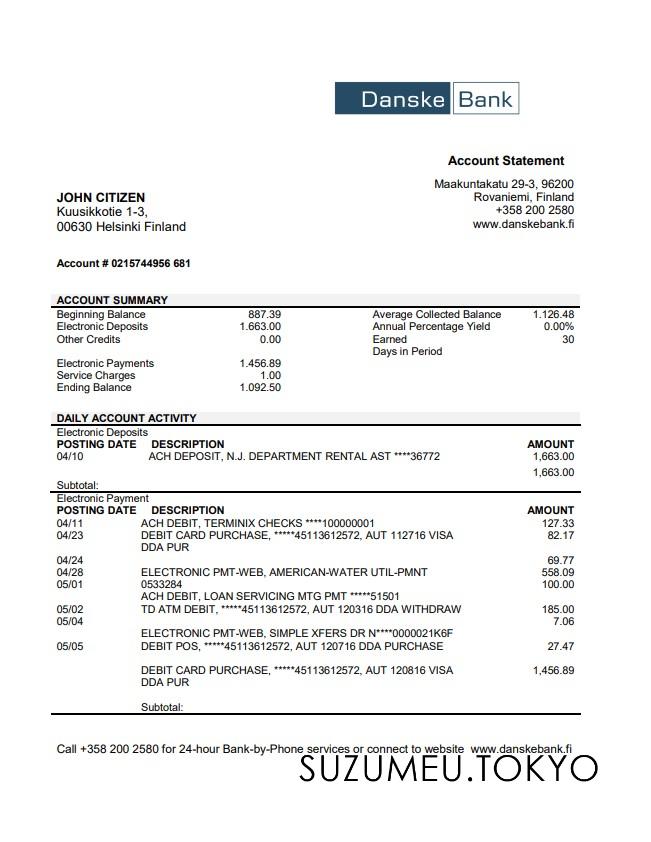 Danske Bank
Account Statement
Maakuntakatu 29-3, 96200
Rovaniemi, Finland
+358 200 2580
www.danskebank.fi
JOHN CITIZEN
Kuusikkotie 1-3,
00630 Helsinki Finland
Account # 0215744956 681
ACCOUNT SUMMARY
Beginning Balance 887.39 Average Collected Balance 1.126.48
Electronic Deposits 1.663.00 Annual Percentage Yield 0.00%
Other Credits 0.00 Earned 30
Days in Period
Electronic Payments 1.456.89
Service Charges 1.00
Ending Balance 1.092.50
DAILY ACCOUNT ACTIVITY
Electronic Deposits
POSTING DATE DESCRIPTION AMOUNT
04/10 ACH DEPOSIT, N.J. DEPARTMENT RENTAL AST ****36772 1,663.00
1,663.00
Subtotal:
Electronic Payment
POSTING DATE DESCRIPTION AMOUNT
04/11 ACH DEBIT, TERMINIX CHECKS ****100000001 127.33
04/23 DEBIT CARD PURCHASE, *****45113612572, AUT 112716 VISA 82.17
DDA PUR
04/24 69.77
04/28 ELECTRONIC PMT-WEB, AMERICAN-WATER UTIL-PMNT 558.09
05/01 0533284 100.00
ACH DEBIT, LOAN SERVICING MTG PMT *****51501
05/02 TD ATM DEBIT, *****45113612572, AUT 120316 DDA WITHDRAW 185.00
05/04 7.06
ELECTRONIC PMT-WEB, SIMPLE XFERS DR N****0000021K6F
05/05 DEBIT POS, *****45113612572, AUT 120716 DDA PURCHASE 27.47
DEBIT CARD PURCHASE, *****45113612572, AUT 120816 VISA 1,456.89
DDA PUR
Subtotal:
Call +358 200 2580 for 24-hour Bank-by-Phone services or connect to website www.danskebank.fi
SUZUMEU.TOKYO